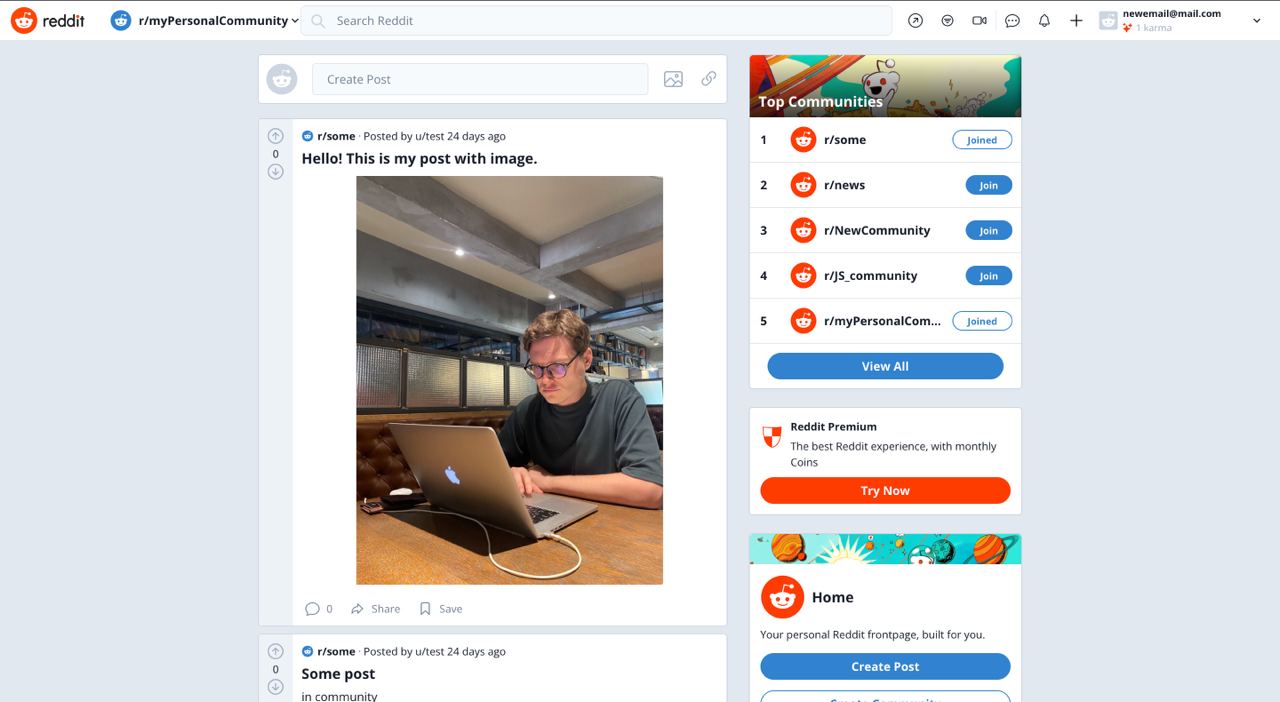 reddit
r/myPersonalCommunity
Search Reddit
newemail@mail.com
1 karma
Create Post
r/some · Posted by u/test 24 days ago
0
Hello! This is my post with image.
0
Share
Save
r/some · Posted by u/test 24 days ago
0
Some post
in community
Top Communities
1 r/some Joined
2 r/news Join
3 r/NewCommunity Join
4 r/JS_community Join
5 r/myPersonalCom... Joined
View All
Reddit Premium
The best Reddit experience, with monthly
Coins
Try Now
Home
Your personal Reddit frontpage, built for you.
Create Post